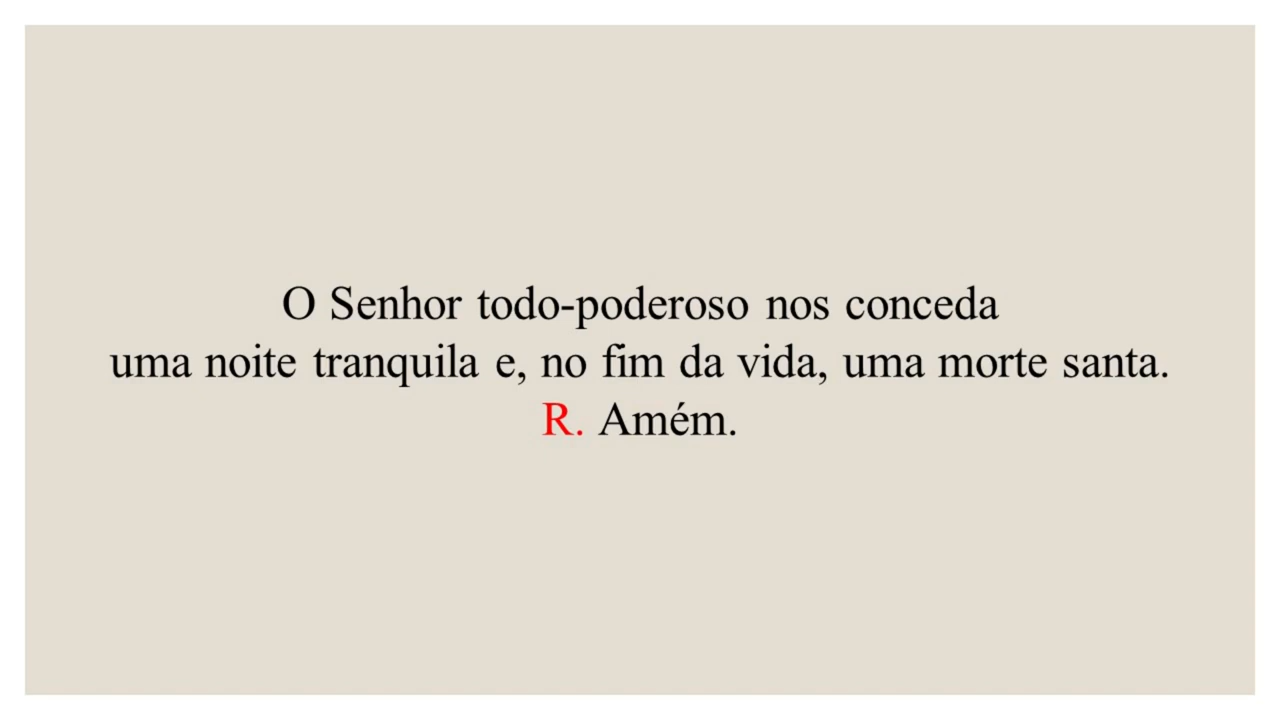 O Senhor todo-poderoso nos conceda
uma noite tranquila e, no fim da vida, uma morte santa.
R. Amém.